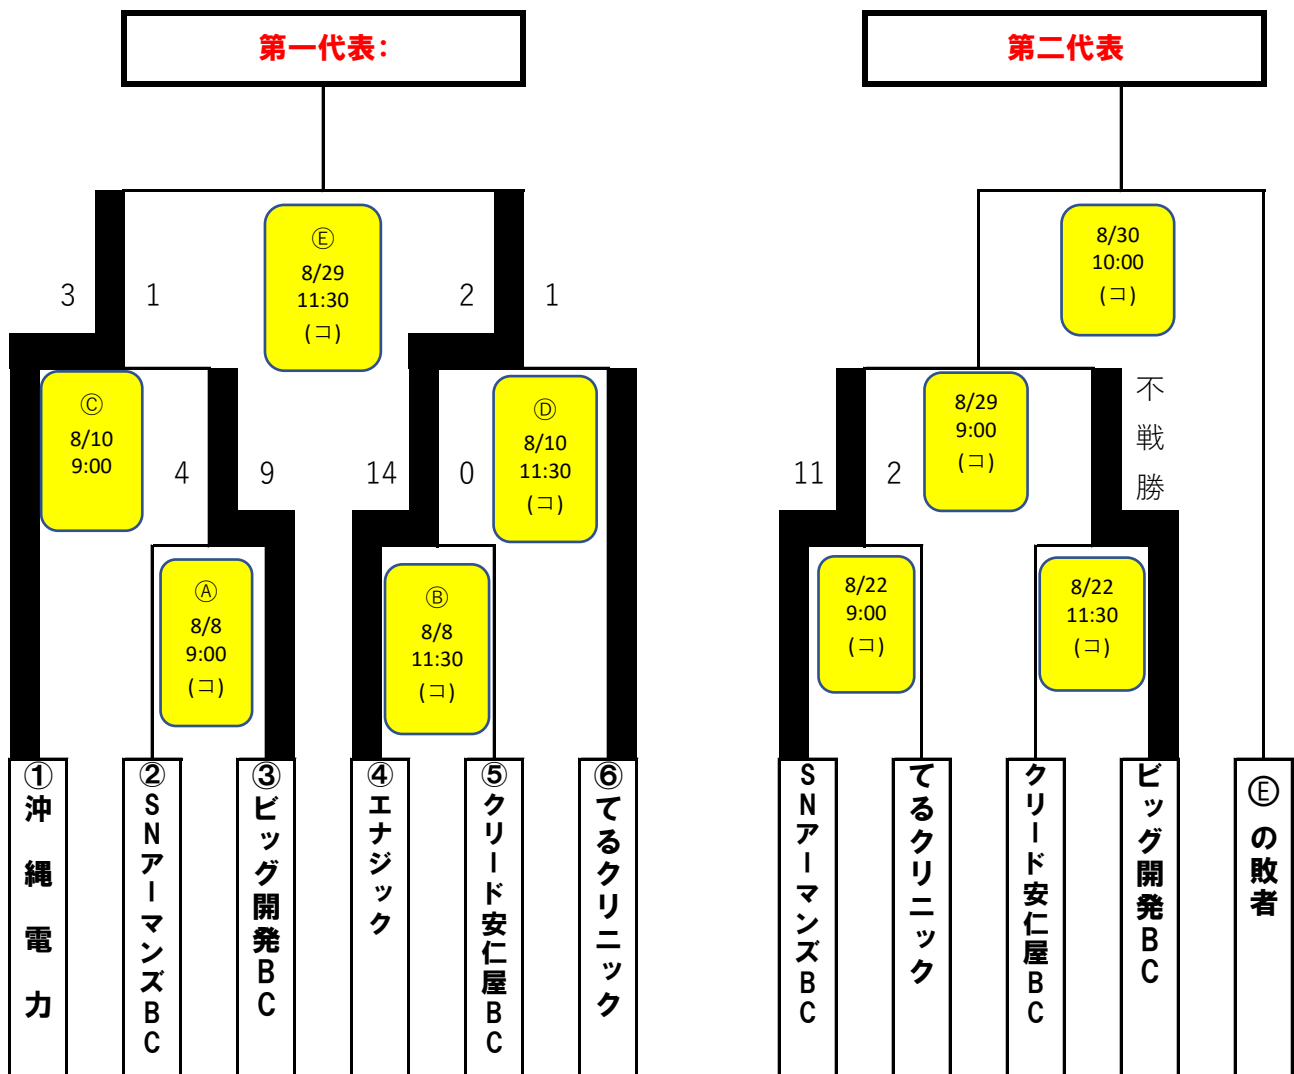 第一代表：
第二代表
Ⓔ
8/29
11:30
(コ)
8/30
10:00
(コ)
3
1
2
1
Ⓒ
8/10
9:00
4
9
14
0
Ⓓ
8/10
11:30
(コ)
11
2
8/29
9:00
(コ)
不戦勝
Ⓐ
8/8
9:00
(コ)
Ⓑ
8/8
11:30
(コ)
8/22
9:00
(コ)
8/22
11:30
(コ)
①沖縄電力
②SNアーマンズBC
③ビッグ開発BC
④エナジック
⑤クリード安仁屋BC
⑥てるクリニック
SNアーマンズBC
てるクリニック
クリード安仁屋BC
ビッグ開発BC
Ⓔの敗者